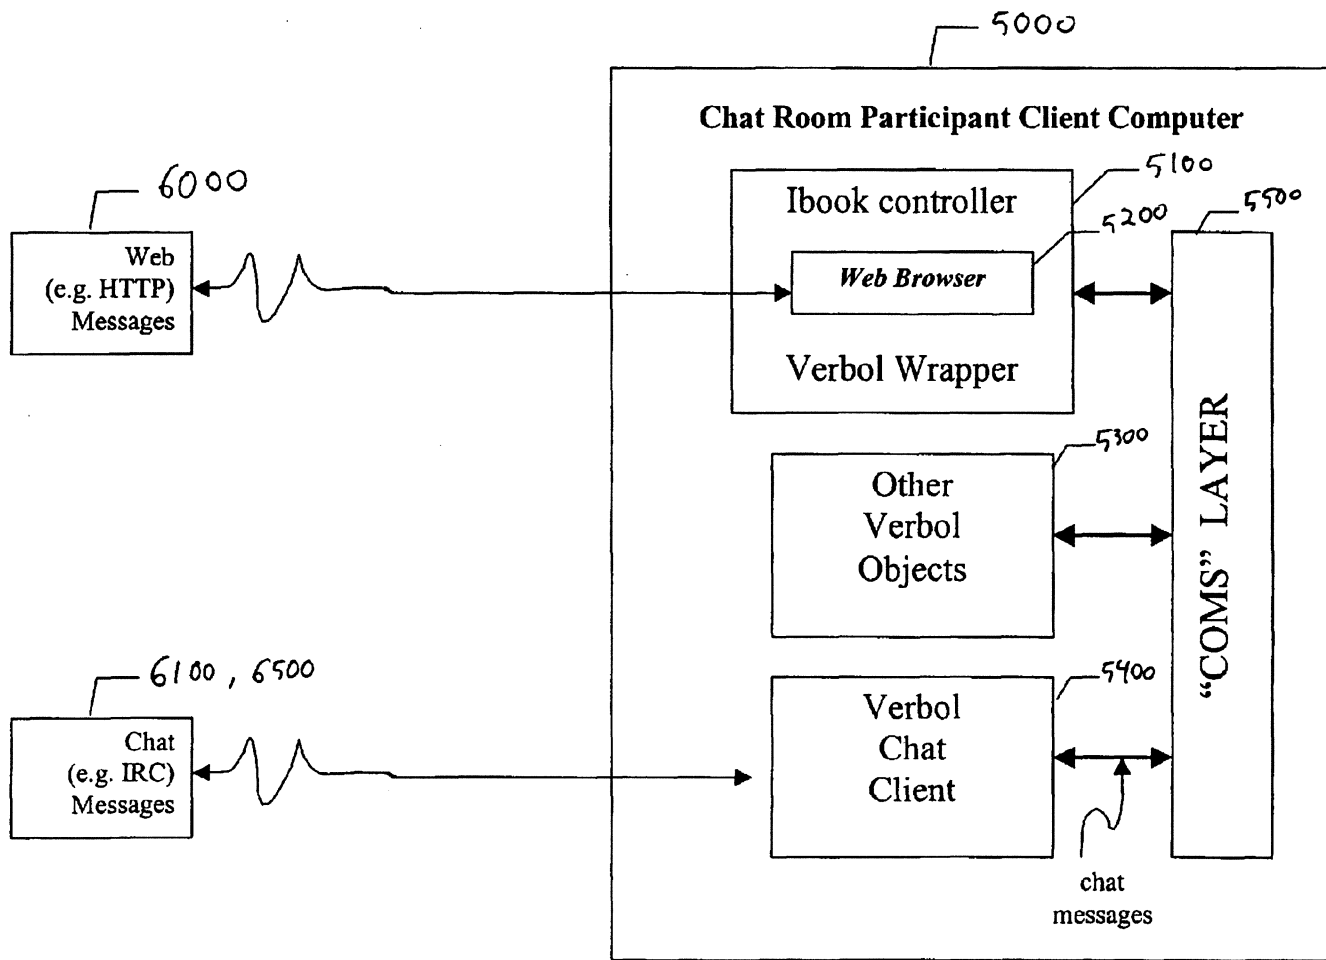 5000
Chat Room Participant Client Computer
6000
5100
Ibook controller
5500
5200
Web
(e.g. HTTP)
Messages
Web Browser
Verbol Wrapper
5300
Other
Verbol
Objects
"COMS" LAYER
6100, 6500
5400
Chat
(e.g. IRC)
Messages
Verbol
Chat
Client
chat
messages